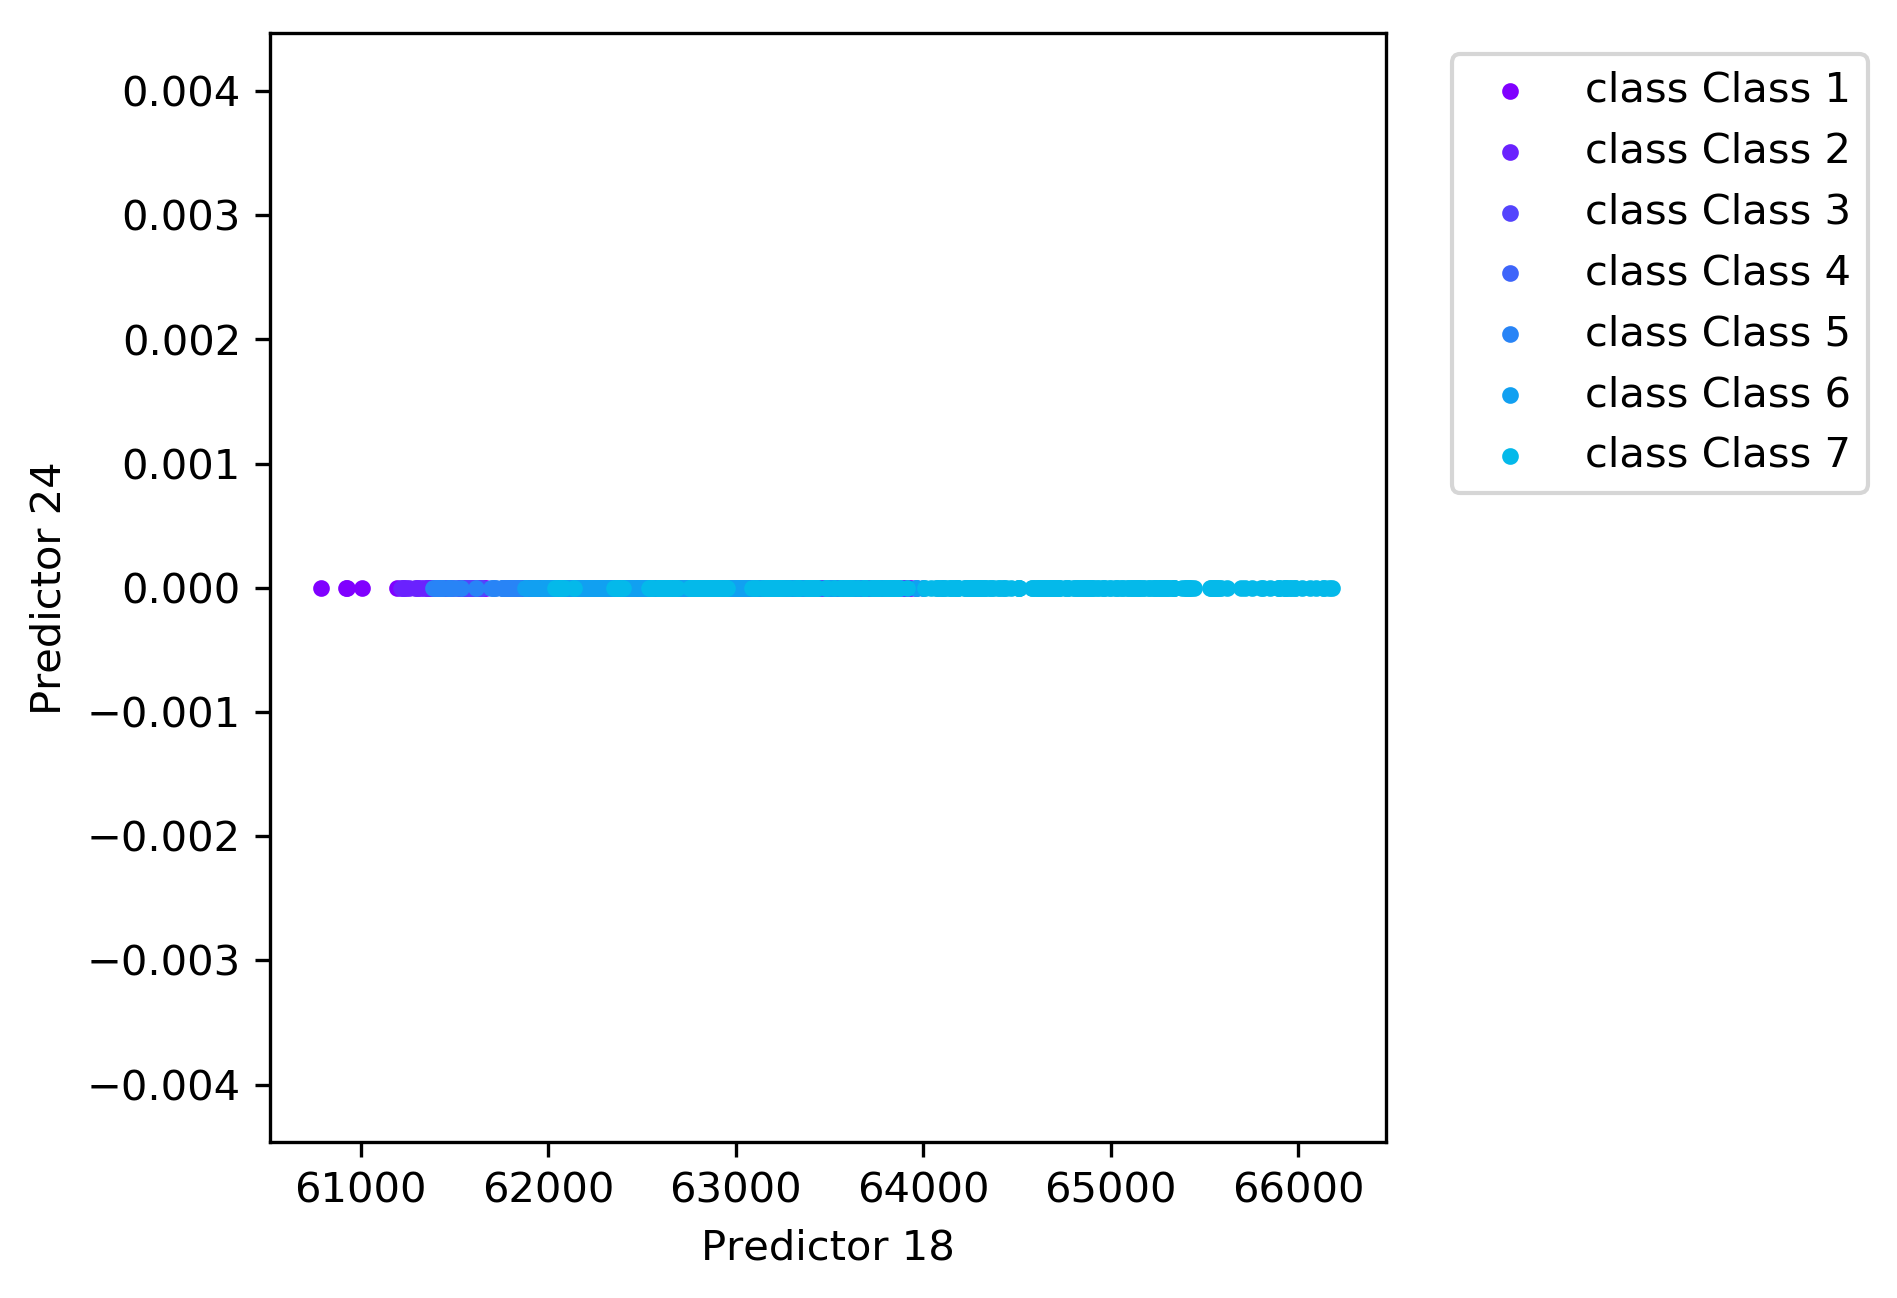 0.004
0.003
0.002
0.001
0.000
−0.001
−0.002
−0.003
−0.004
Predictor 24
61000 62000 63000 64000 65000 66000
Predictor 18
class Class 1
class Class 2
class Class 3
class Class 4
class Class 5
class Class 6
class Class 7